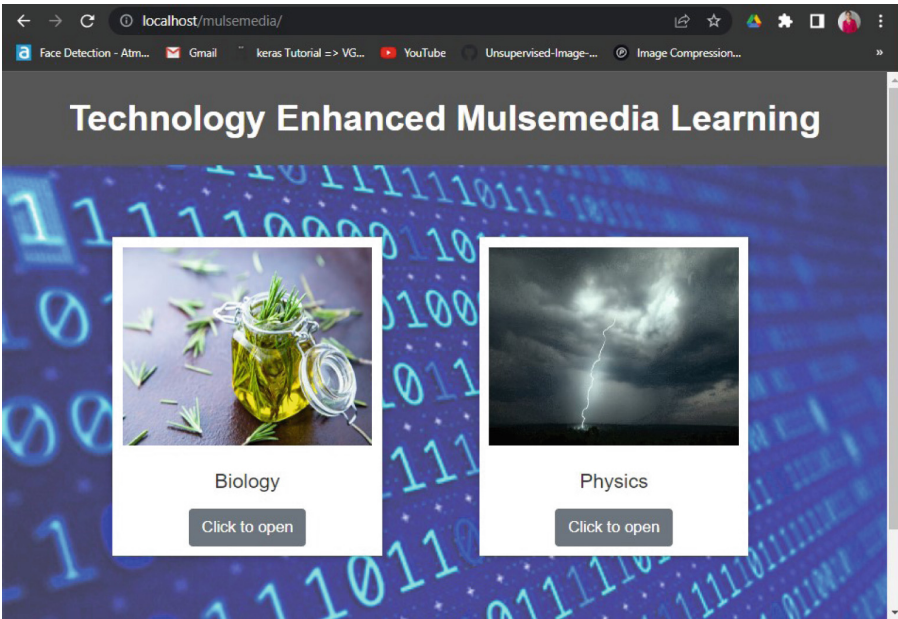 localhost/mulsemedia/
Face Detection - Atm... Gmail keras Tutorial => VG... YouTube Unsupervised-Image-... Image Compression... »
Technology Enhanced Mulsemedia Learning
Biology
Click to open
Physics
Click to open